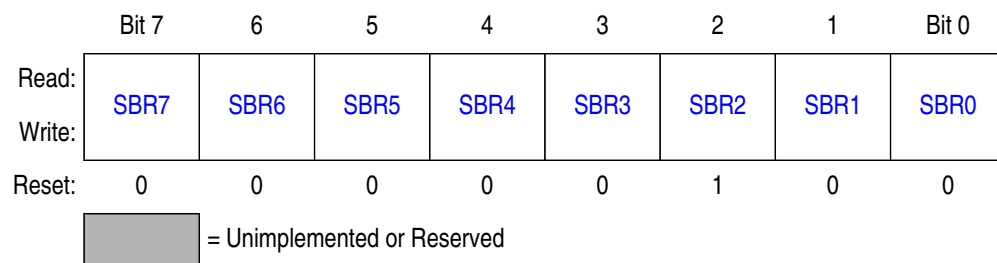 Bit 7 6 5 4 3 2 1 Bit 0
Read:
SBR7 SBR6 SBR5 SBR4 SBR3 SBR2 SBR1 SBR0
Write:
Reset: 0 0 0 0 0 1 0 0
= Unimplemented or Reserved